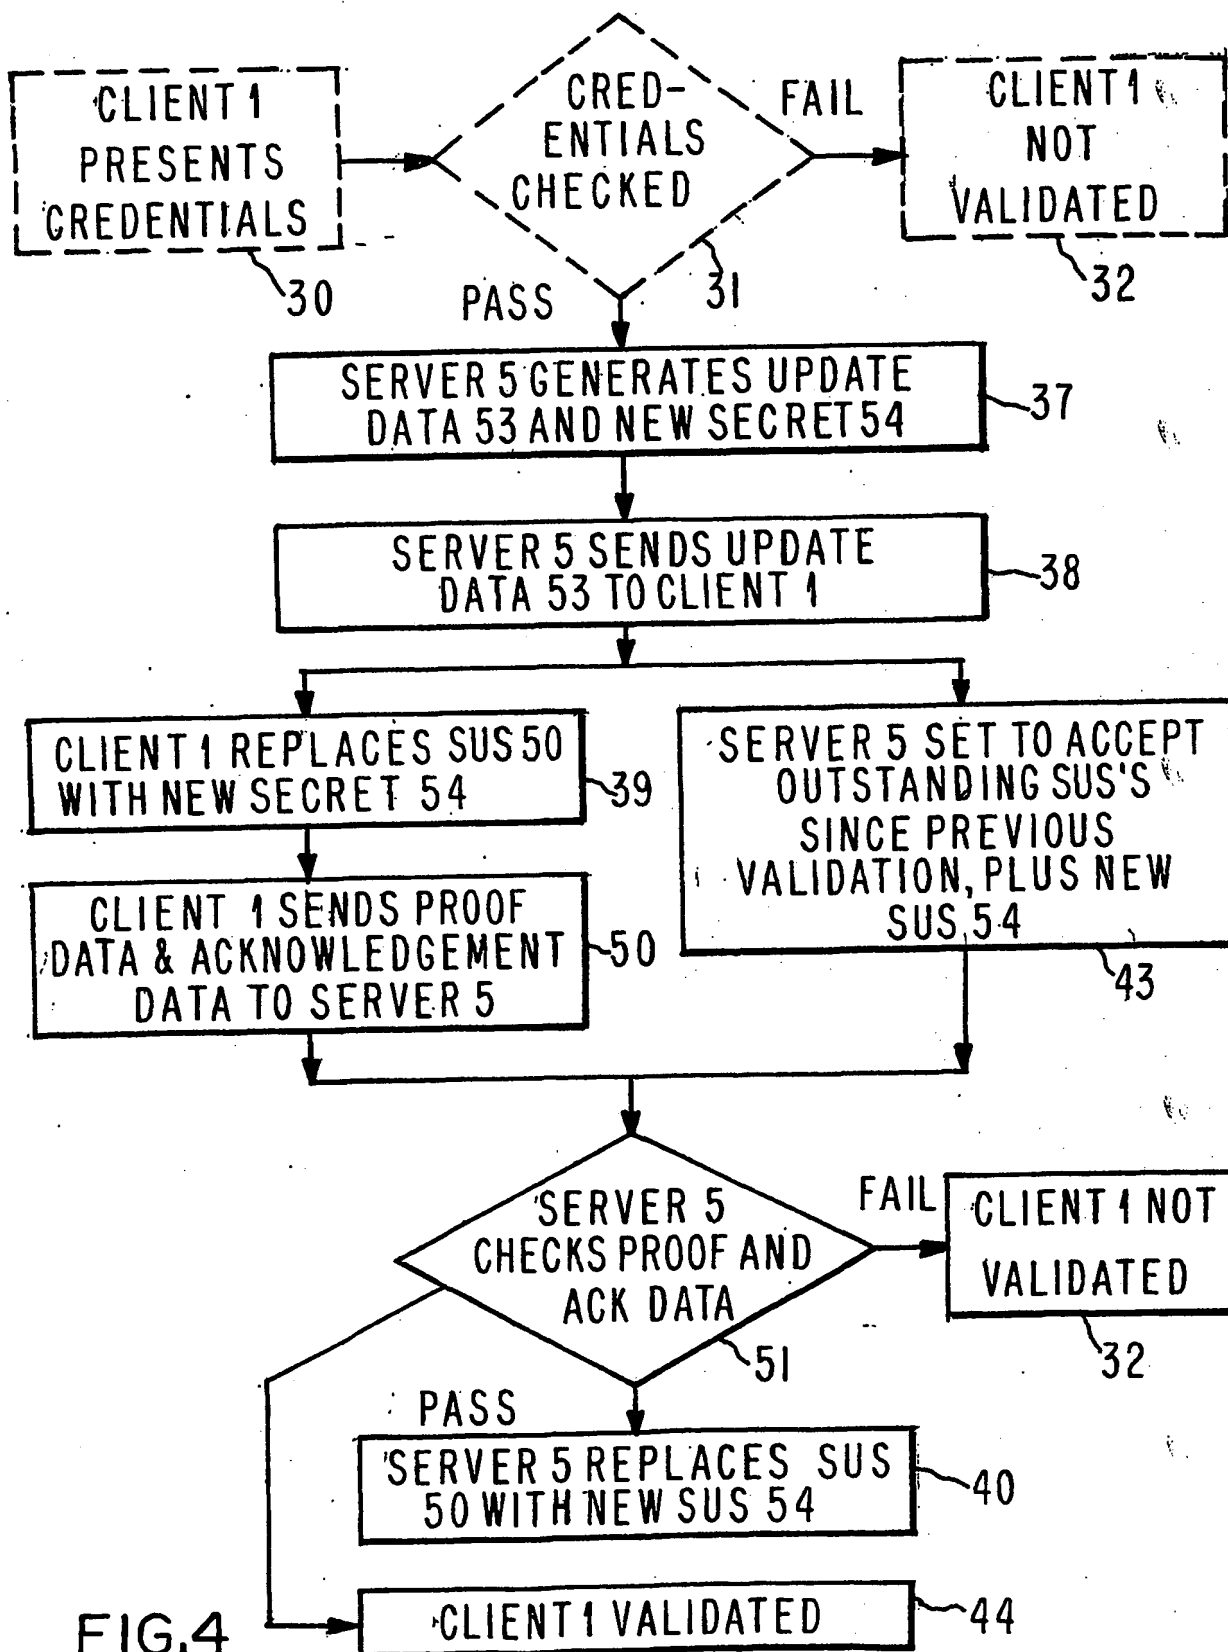 CLIENT 1
PRESENTS
CREDENTIALS
30
CRED-
ENTIALS
CHECKED
31
FAIL
CLIENT 1
NOT
VALIDATED
32
PASS
SERVER 5 GENERATES UPDATE
DATA 53 AND NEW SECRET 54
37
SERVER 5 SENDS UPDATE
DATA 53 TO CLIENT 1
38
CLIENT 1 REPLACES SUS 50
WITH NEW SECRET 54
39
SERVER 5 SET TO ACCEPT
OUTSTANDING SUS'S
SINCE PREVIOUS
VALIDATION, PLUS NEW
SUS 54
43
CLIENT 1 SENDS PROOF
DATA & ACKNOWLEDGEMENT
DATA TO SERVER 5
50
SERVER 5
CHECKS PROOF AND
ACK DATA
51
FAIL
CLIENT 1 NOT
VALIDATED
32
PASS
SERVER 5 REPLACES SUS
50 WITH NEW SUS 54
40
CLIENT 1 VALIDATED
44
FIG.4